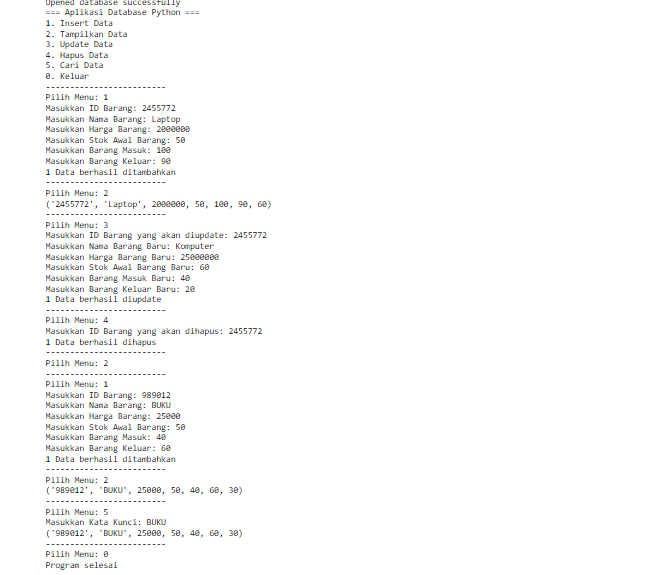 Opened database successfully
=== Aplikasi Database Python ===
1. Insert Data
2. Tampilkan Data
3. Update Data
4. Hapus Data
5. Cari Data
0. Keluar
-------------------------
Pilih Menu: 1
Masukkan ID Barang: 2455772
Masukkan Nama Barang: Laptop
Masukkan Harga Barang: 2000000
Masukkan Stok Awal Barang: 50
Masukkan Barang Masuk: 100
Masukkan Barang Keluar: 90
1 Data berhasil ditambahkan
-------------------------
Pilih Menu: 2
('2455772', 'Laptop', 2000000, 50, 100, 90, 60)
-------------------------
Pilih Menu: 3
Masukkan ID Barang yang akan diupdate: 2455772
Masukkan Nama Barang Baru: Komputer
Masukkan Harga Barang Baru: 25000000
Masukkan Stok Awal Barang Baru: 60
Masukkan Barang Masuk Baru: 40
Masukkan Barang Keluar Baru: 20
1 Data berhasil diupdate
-------------------------
Pilih Menu: 4
Masukkan ID Barang yang akan dihapus: 2455772
1 Data berhasil dihapus
-------------------------
Pilih Menu: 2
-------------------------
Pilih Menu: 1
Masukkan ID Barang: 989012
Masukkan Nama Barang: BUKU
Masukkan Harga Barang: 25000
Masukkan Stok Awal Barang: 50
Masukkan Barang Masuk: 40
Masukkan Barang Keluar: 60
1 Data berhasil ditambahkan
-------------------------
Pilih Menu: 2
('989012', 'BUKU', 25000, 50, 40, 60, 30)
-------------------------
Pilih Menu: 5
Masukkan Kata Kunci: BUKU
('989012', 'BUKU', 25000, 50, 40, 60, 30)
-------------------------
Pilih Menu: 0
Program selesai